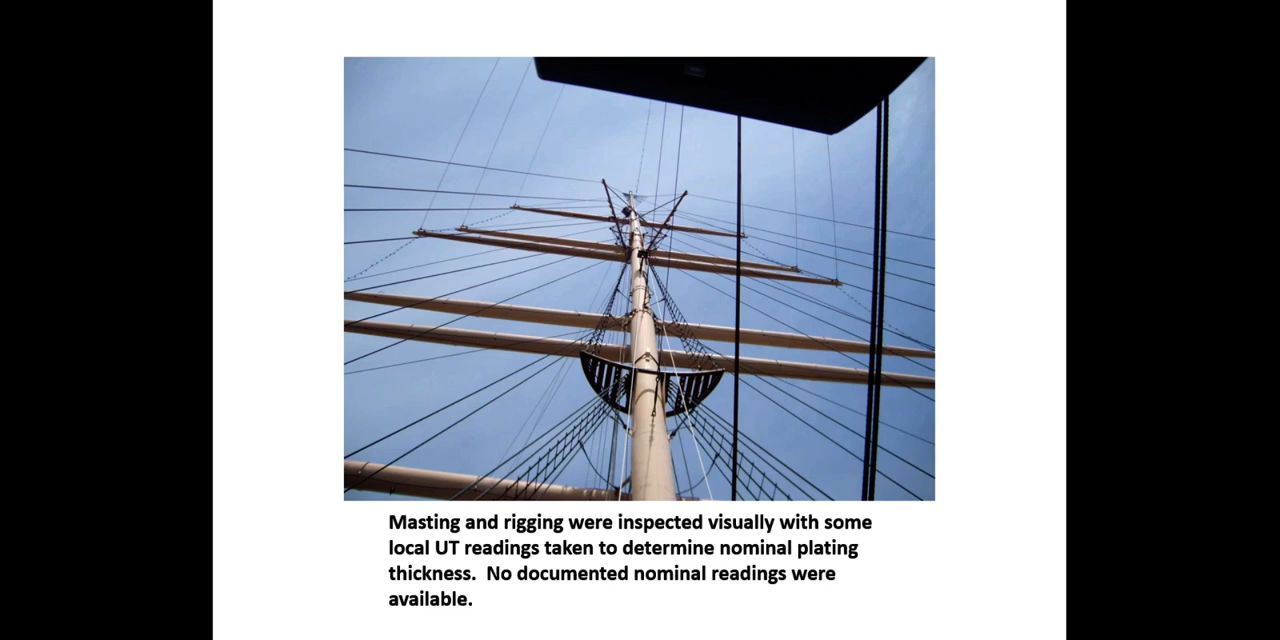 Masting and rigging were inspected visually with some
local UT readings taken to determine nominal plating
thickness.  No documented nominal readings were
available.